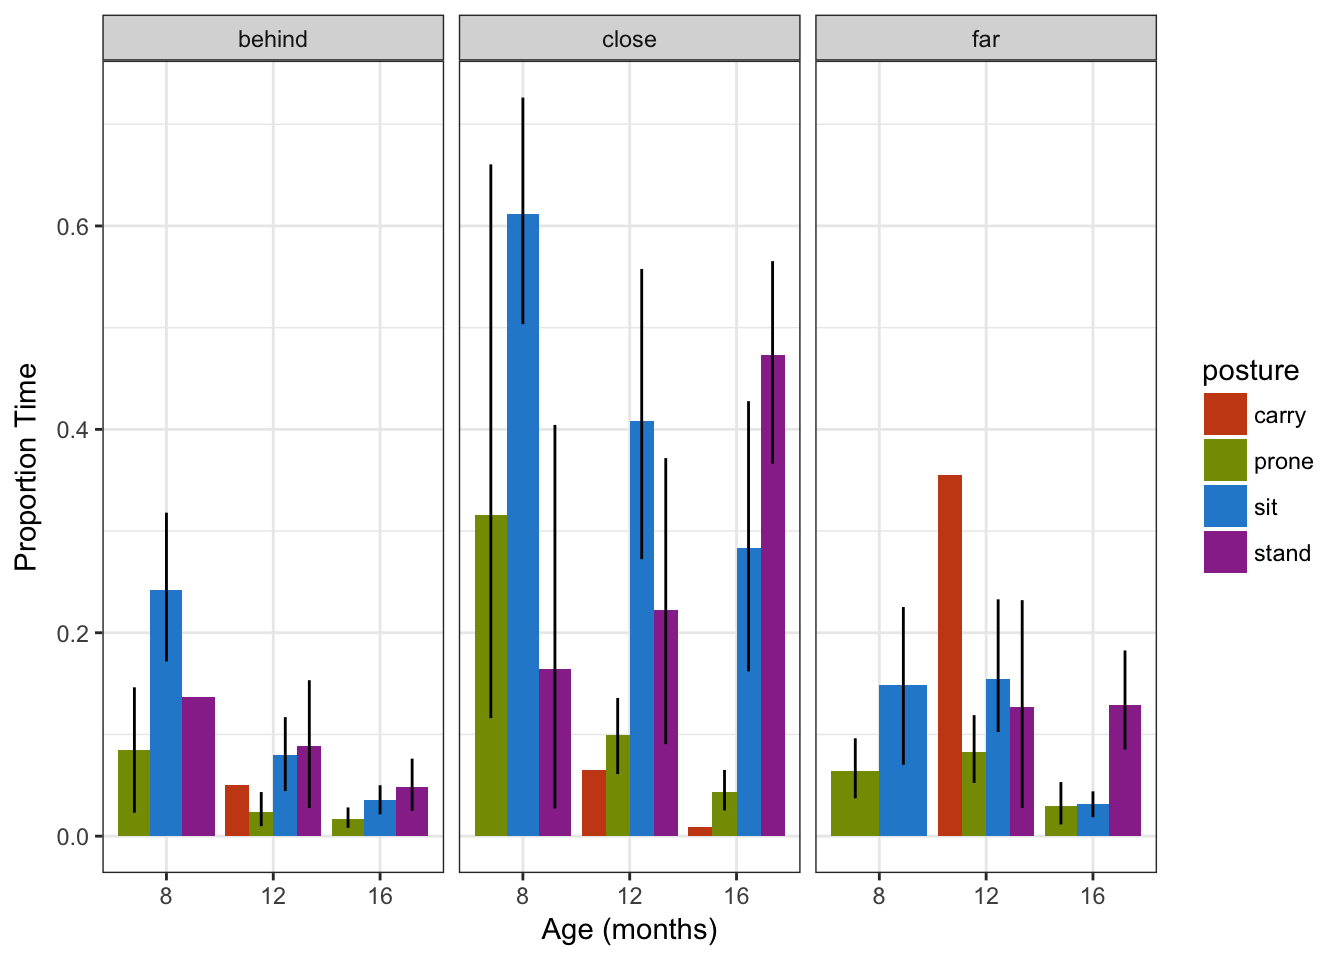 behind close far
0.6
0.4
0.2
0.0
Proportion Time
8 12 16 8 12 16 8 12 16
Age (months)
posture
carry
prone
sit
stand